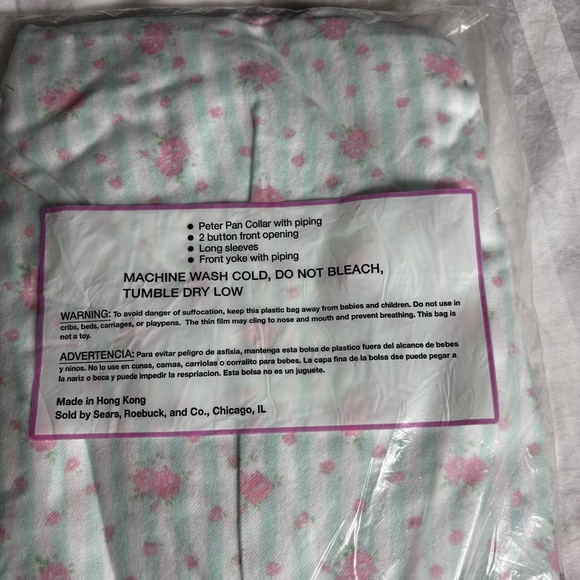 ● Peter Pan Collar with piping
● 2 button front opening
● Long sleeves
● Front yoke with piping
MACHINE WASH COLD, DO NOT BLEACH,
TUMBLE DRY LOW
WARNING: To avoid danger of suffocation, keep this plastic bag away from babies and children. Do not use in
cribs, beds, carriages, or playpens. The thin film may cling to nose and mouth and prevent breathing. This bag is
not a toy.
ADVERTENCIA: Para evitar peligro de asfixia, mantenga esta bolsa de plastico fuera del alcance de bebes
y ninos. No lo use en cunas, camas, carriolas o corralito para bebes. La capa fina de la bolsa dse puede pegar a
la nariz o boca y puede impedir la respriacion. Esta bolsa no es un juguete.
Made in Hong Kong
Sold by Sears, Roebuck, and Co., Chicago, IL